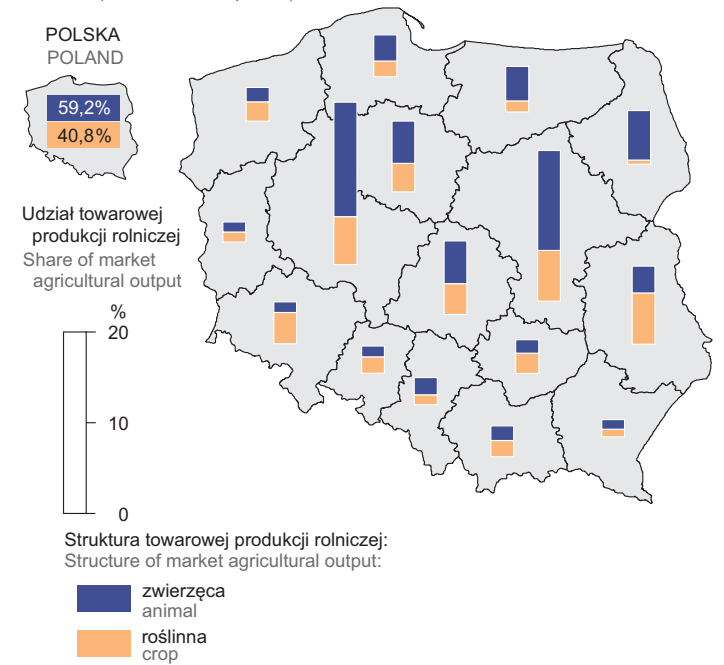 POLSKA
POLAND
59,2%
40,8%
Udział towarowej
produkcji rolniczej
Share of market
agricultural output
%
20
10
0
Struktura towarowej produkcji rolniczej:
Structure of market agricultural output:
zwierzęca
animal
roślinna
crop